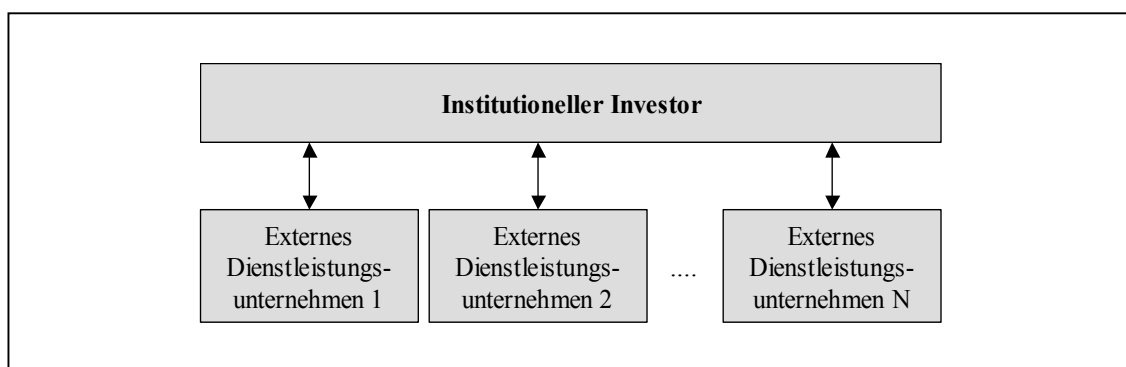 Institutioneller Investor
Externes
Dienstleistungs-
unternehmen 1
Externes
Dienstleistungs-
unternehmen 2
....
Externes
Dienstleistungs-
unternehmen N